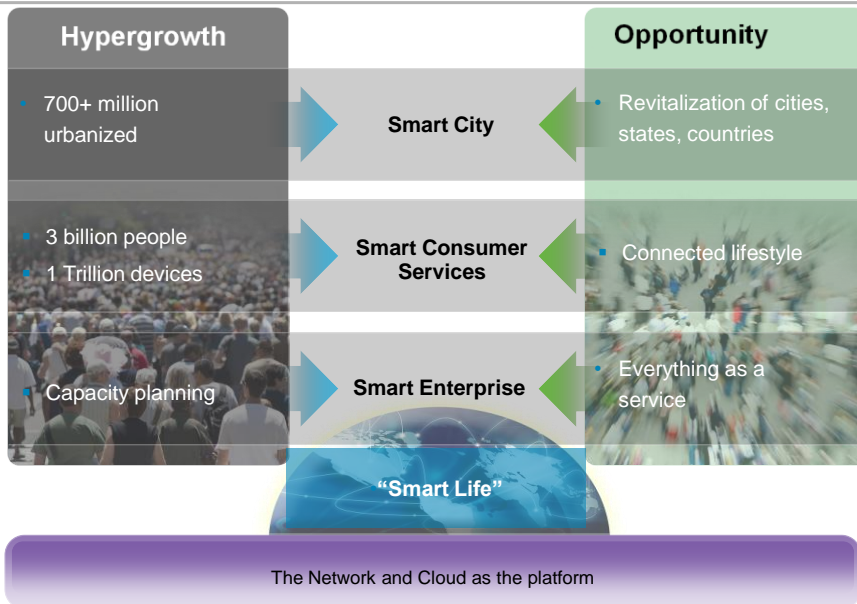 Hypergrowth
Opportunity
• 700+ million
urbanized
Smart City
• Revitalization of cities,
states, countries
• 3 billion people
• 1 Trillion devices
Smart Consumer
Services
▪ Connected lifestyle
• Capacity planning
Smart Enterprise
• Everything as a
service
“Smart Life”
The Network and Cloud as the platform